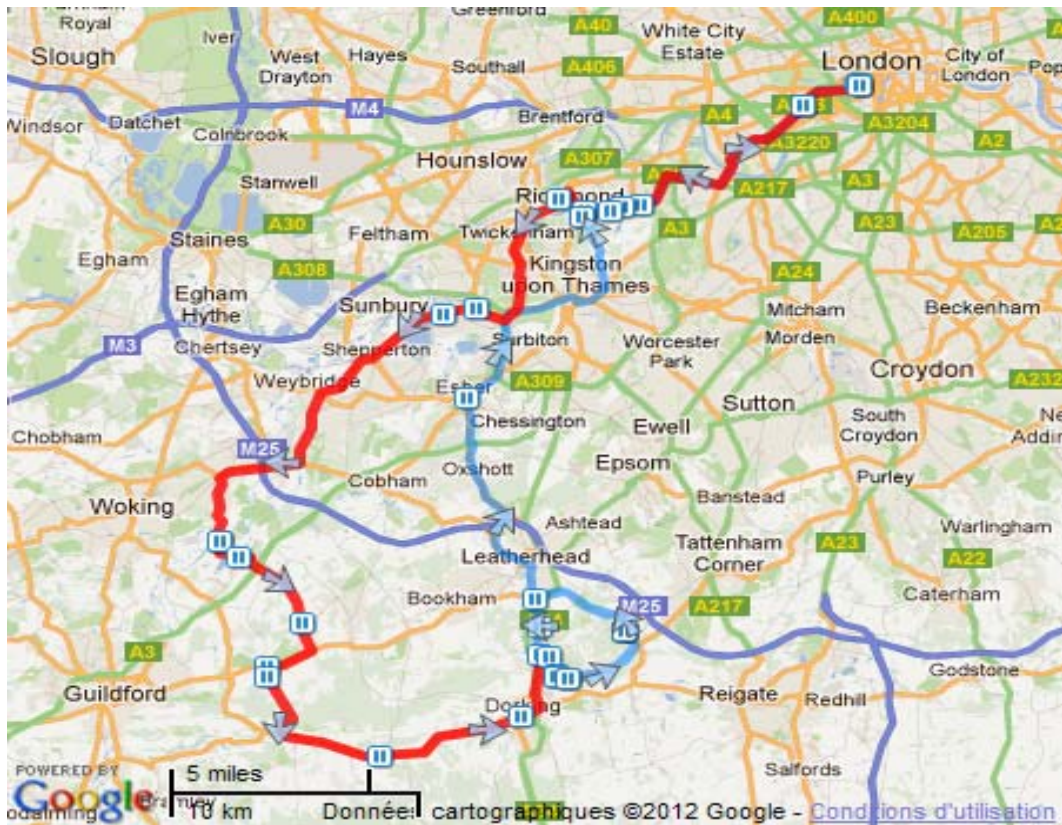 Royal
Slough
Iver
West
Drayton
Hayes
Greenford
Southall
A40
A406
White City
Estate
A400
London
City of
London
Windsor
Datchet
Colnbrook
M4
Brentford
A4
A3220
A3204
A2
Stanwell
Hounslow
A307
A217
A3
Staines
A30
Feltham
Twickenham
A3
A23
A205
Egham
A308
Kingston
upon Thames
A24
Egham
Hythe
Sunbury
Mitcham
Beckenham
M3
Chertsey
Shepperton
Surbiton
Worcester
Park
Morden
Croydon
Weybridge
Esher
A309
Sutton
A232
Chessington
South
Croydon
Chobham
M25
Ewell
Oxshott
Epsom
Purley
Woking
Cobham
Banstead
Ashtead
Warlingham
Leatherhead
Tattenham
Corner
A23
A22
Bookham
M25
A217
Caterham
A3
Guildford
Godstone
Reigate
Redhill
Dorking
POWERED BY
Google
5 miles
10 km
Salfords
Données cartographiques ©2012 Google - Conditions d'utilisation